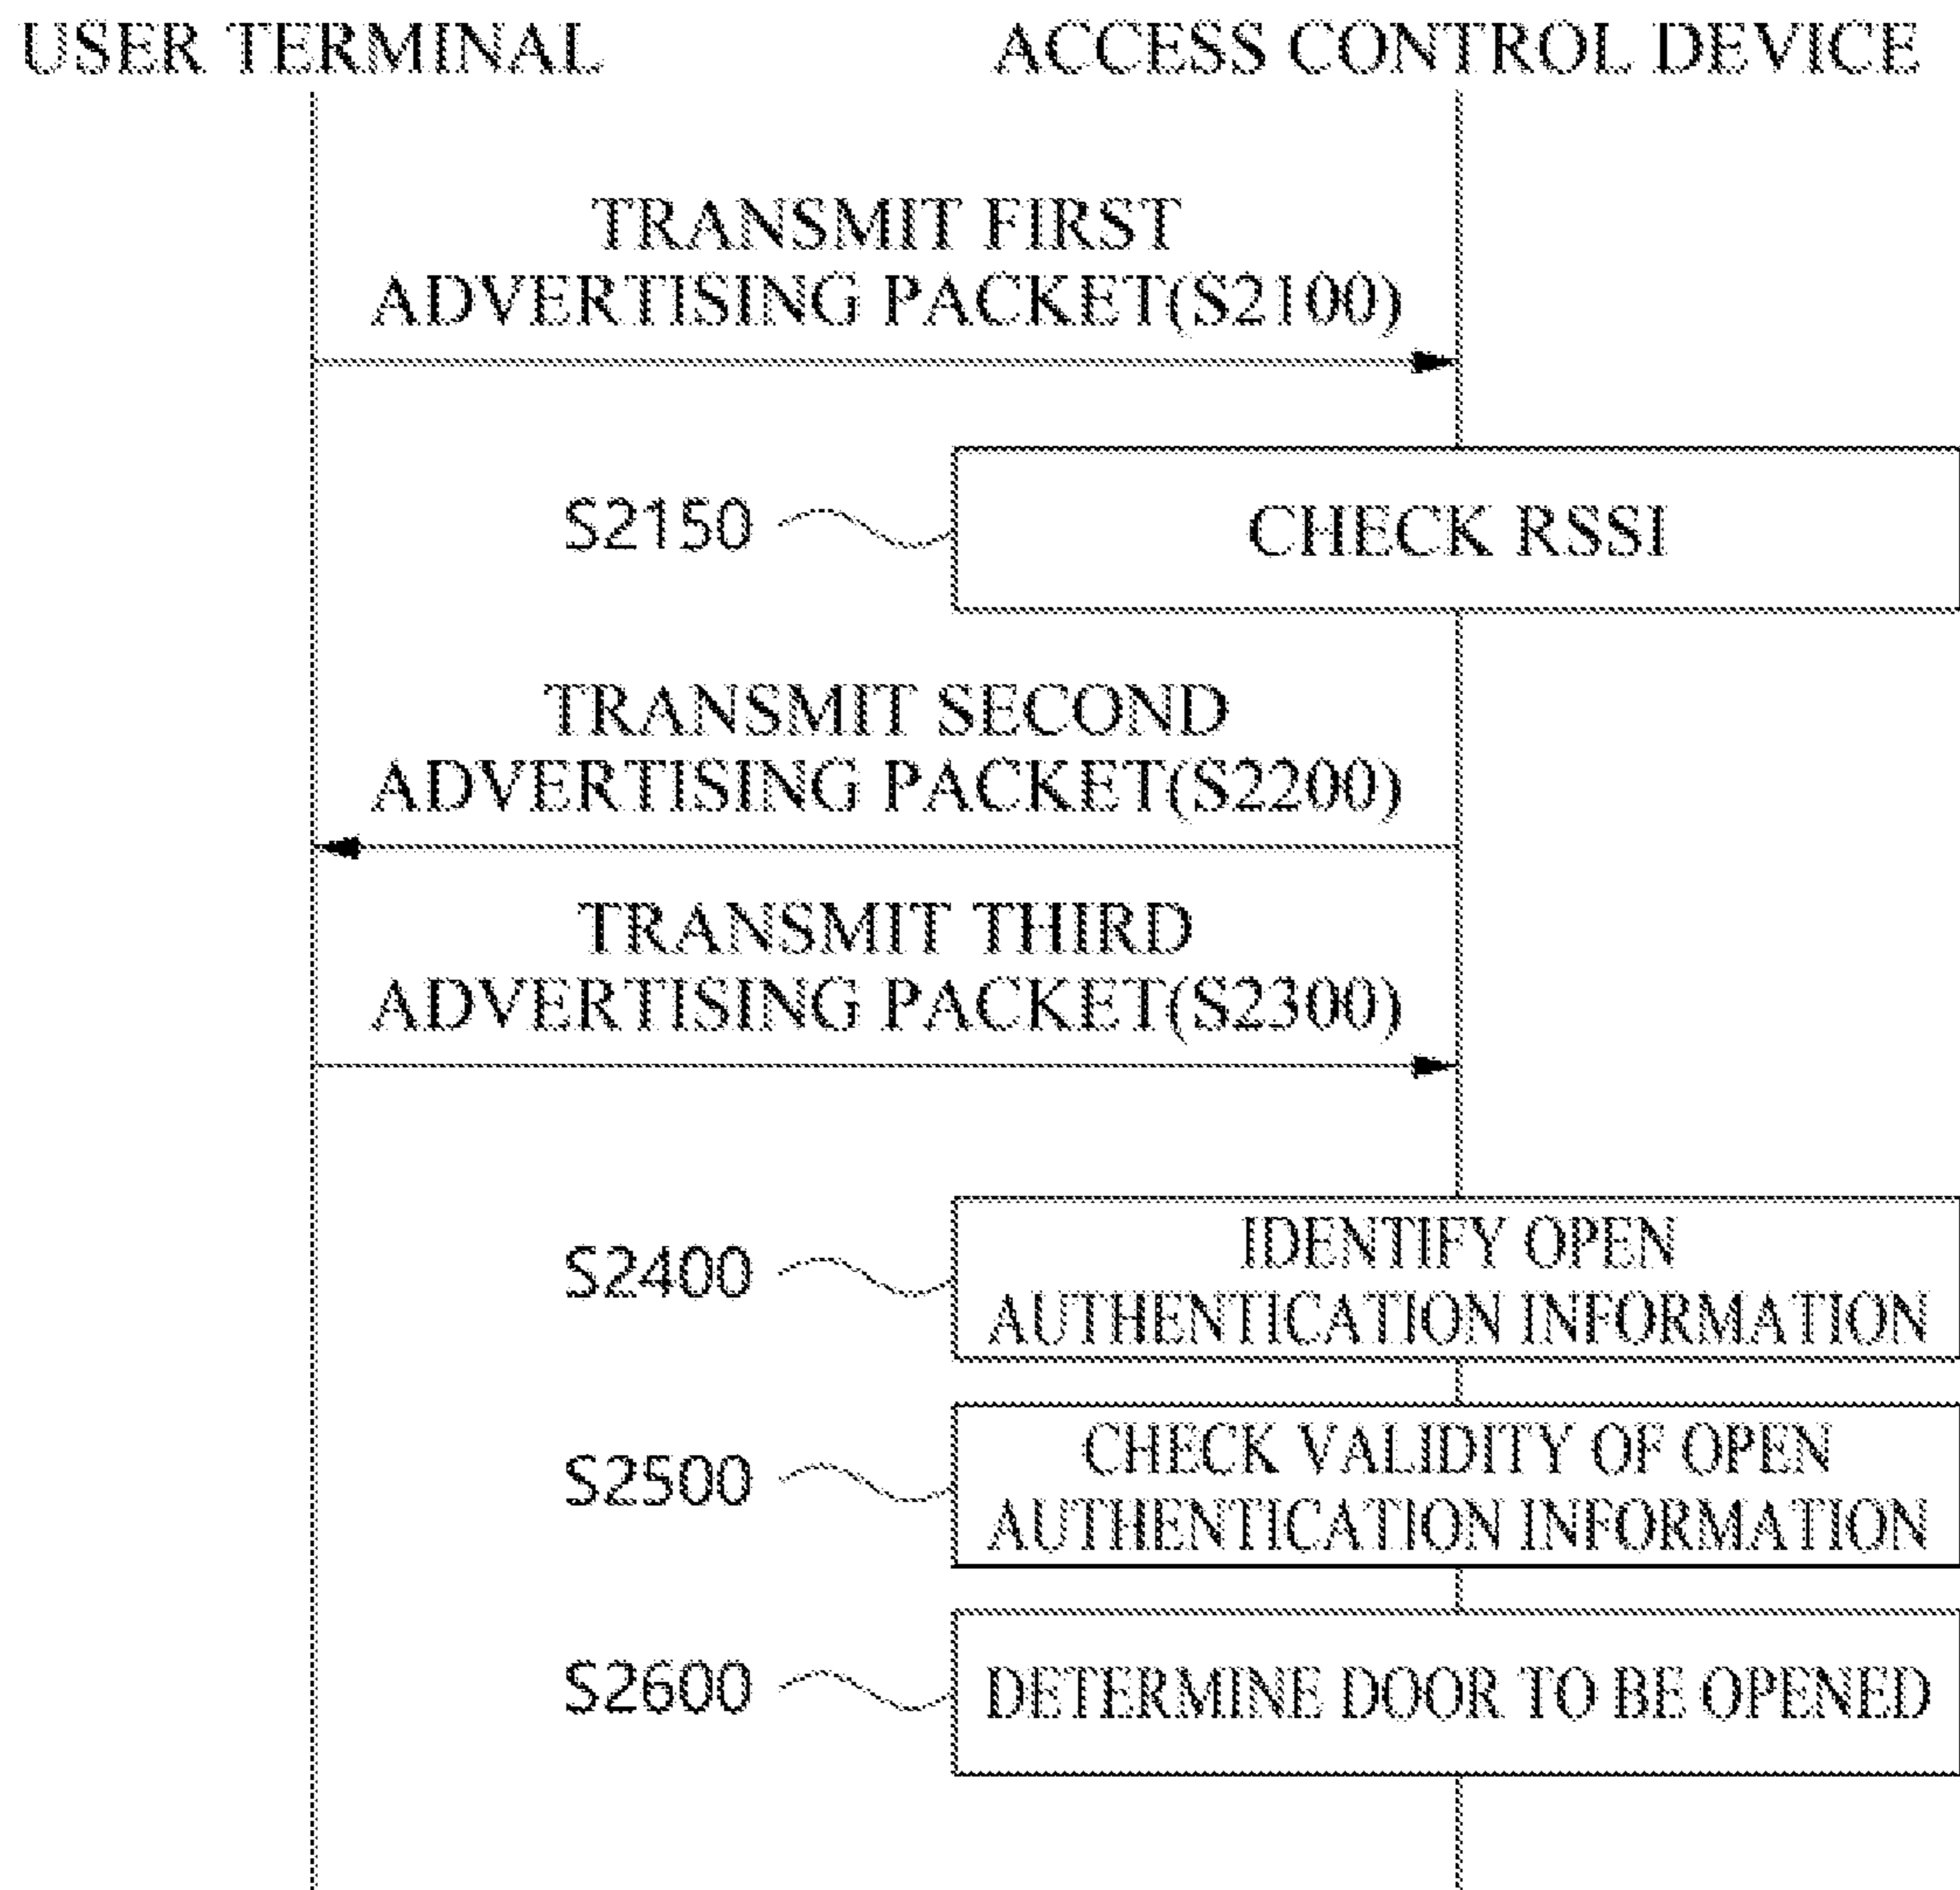 USER TERMINAL
ACCESS CONTROL DEVICE
TRANSMIT FIRST
ADVERTISING PACKET(S2100)
S2150
CHECK RSSI
TRANSMIT SECOND
ADVERTISING PACKET(S2200)
TRANSMIT THIRD
ADVERTISING PACKET(S2300)
S2400
IDENTIFY OPEN
AUTHENTICATION INFORMATION
S2500
CHECK VALIDITY OF OPEN
AUTHENTICATION INFORMATION
S2600
DETERMINE DOOR TO BE OPENED